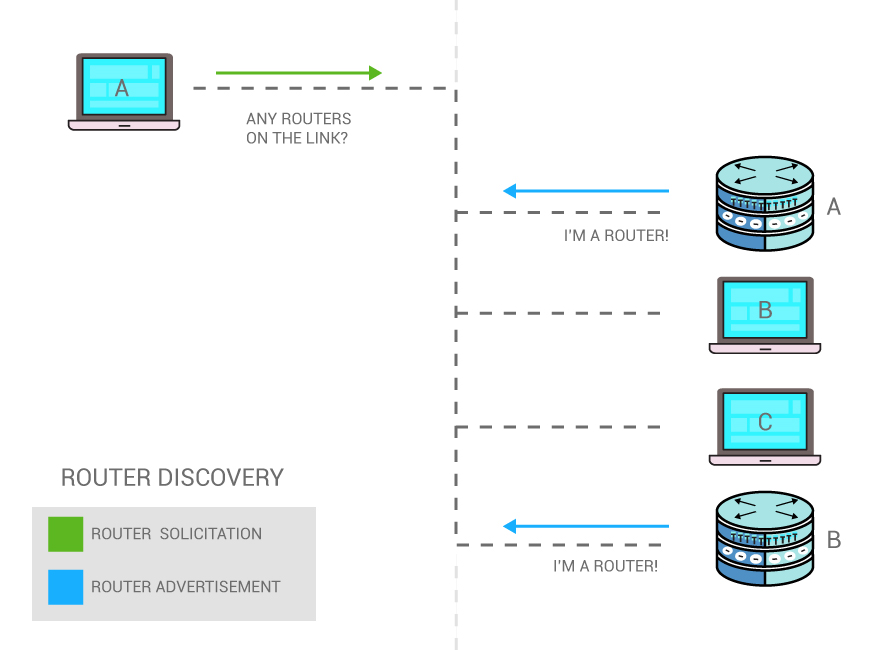 A
ANY ROUTERS
ON THE LINK?
A
I'M A ROUTER!
B
C
ROUTER DISCOVERY
ROUTER SOLICITATION
ROUTER ADVERTISEMENT
B
I'M A ROUTER!